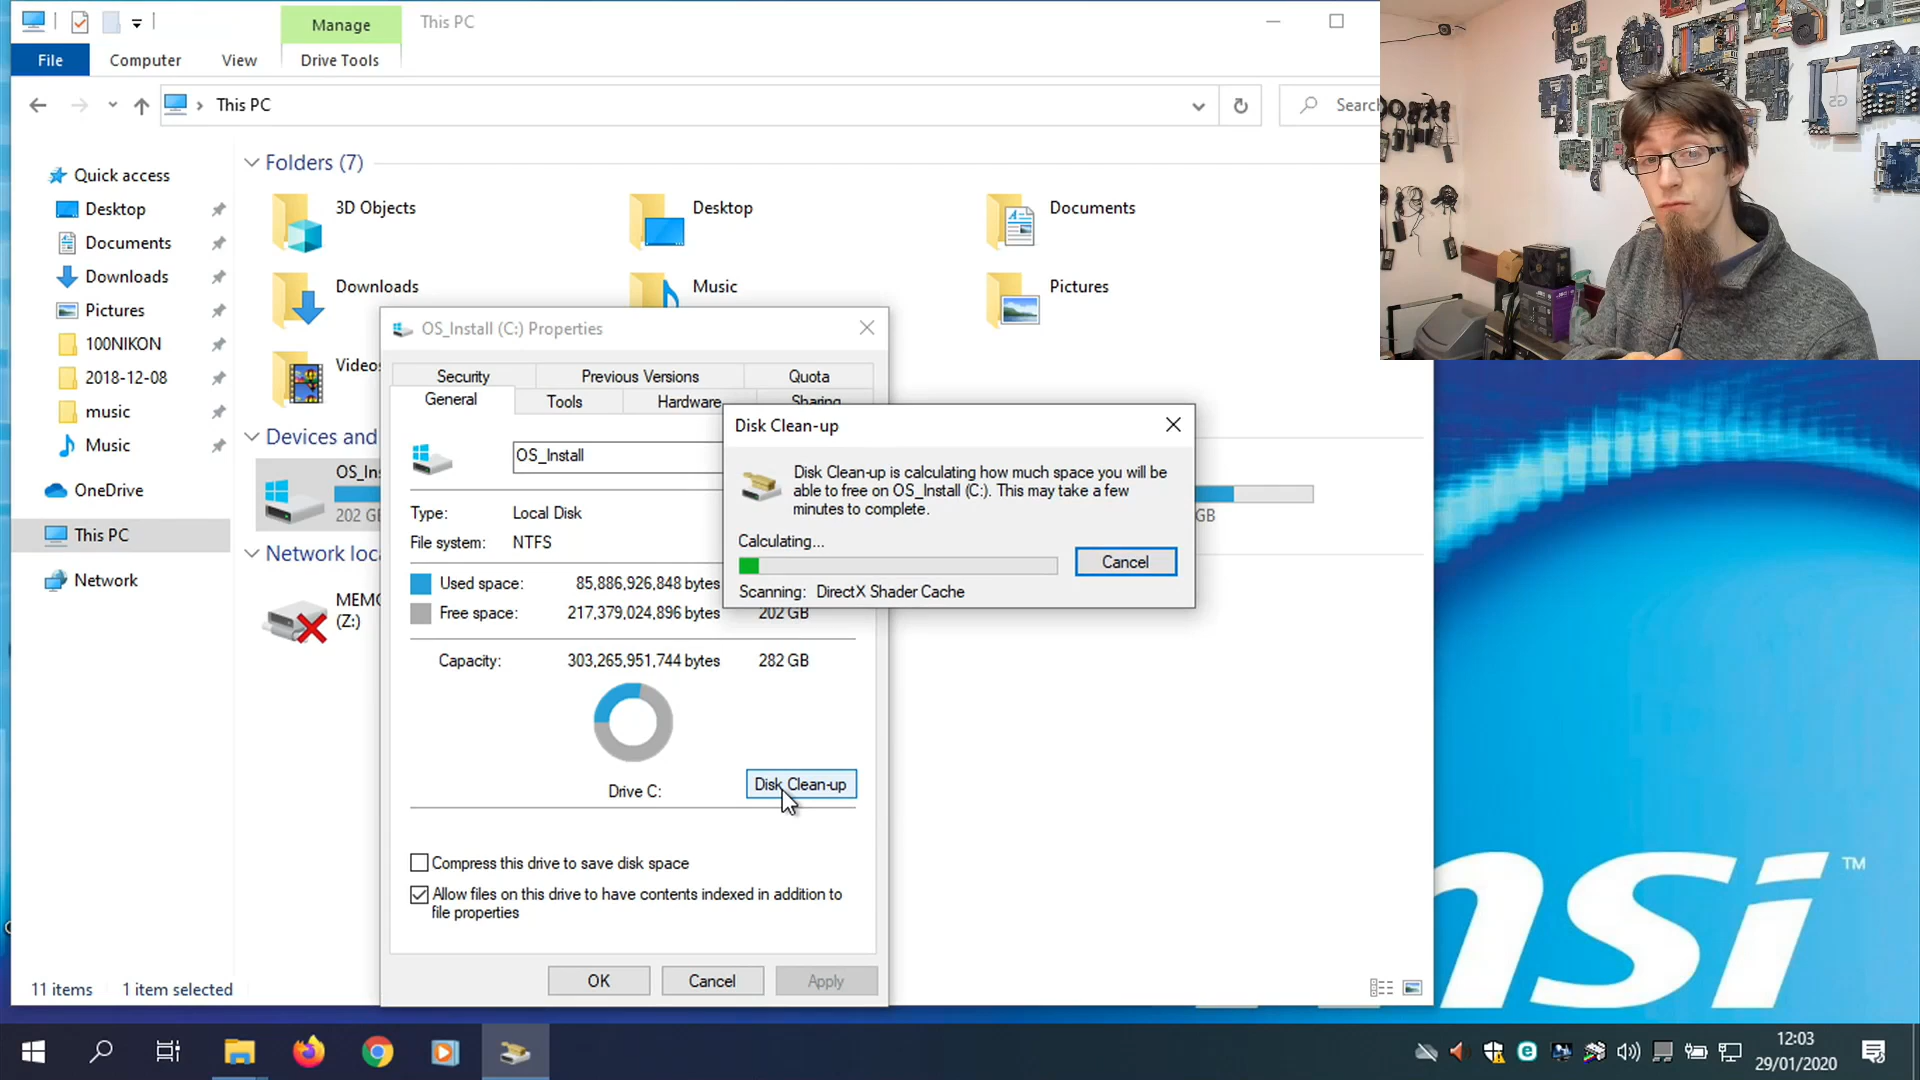 Manage
This PC
File
Computer
View
Drive Tools
This PC
Search
Quick access
Desktop
Documents
Downloads
Pictures
100NIKON
2018-12-08
music
Music
OneDrive
This PC
Network
Folders (7)
3D Objects
Desktop
Documents
Downloads
Music
Pictures
Videos
Devices and
OS_Ins
202 GB
GB
Network loca
MEMO
(Z:)
OS_Install (C:) Properties
Security
Previous Versions
Quota
General
Tools
Hardware
Sharing
OS_Install
Type:
Local Disk
File system:
NTFS
Used space:
85,886,926,848 bytes
Free space:
217,379,024,896 bytes
202 GB
Capacity:
303,265,951,744 bytes
282 GB
Drive C:
Disk Clean-up
Compress this drive to save disk space
Allow files on this drive to have contents indexed in addition to
file properties
OK
Cancel
Apply
Disk Clean-up
Disk Clean-up is calculating how much space you will be
able to free on OS_Install (C:). This may take a few
minutes to complete.
Calculating...
Cancel
Scanning: DirectX Shader Cache
11 items
1 item selected
msi
TM
12:03
29/01/2020